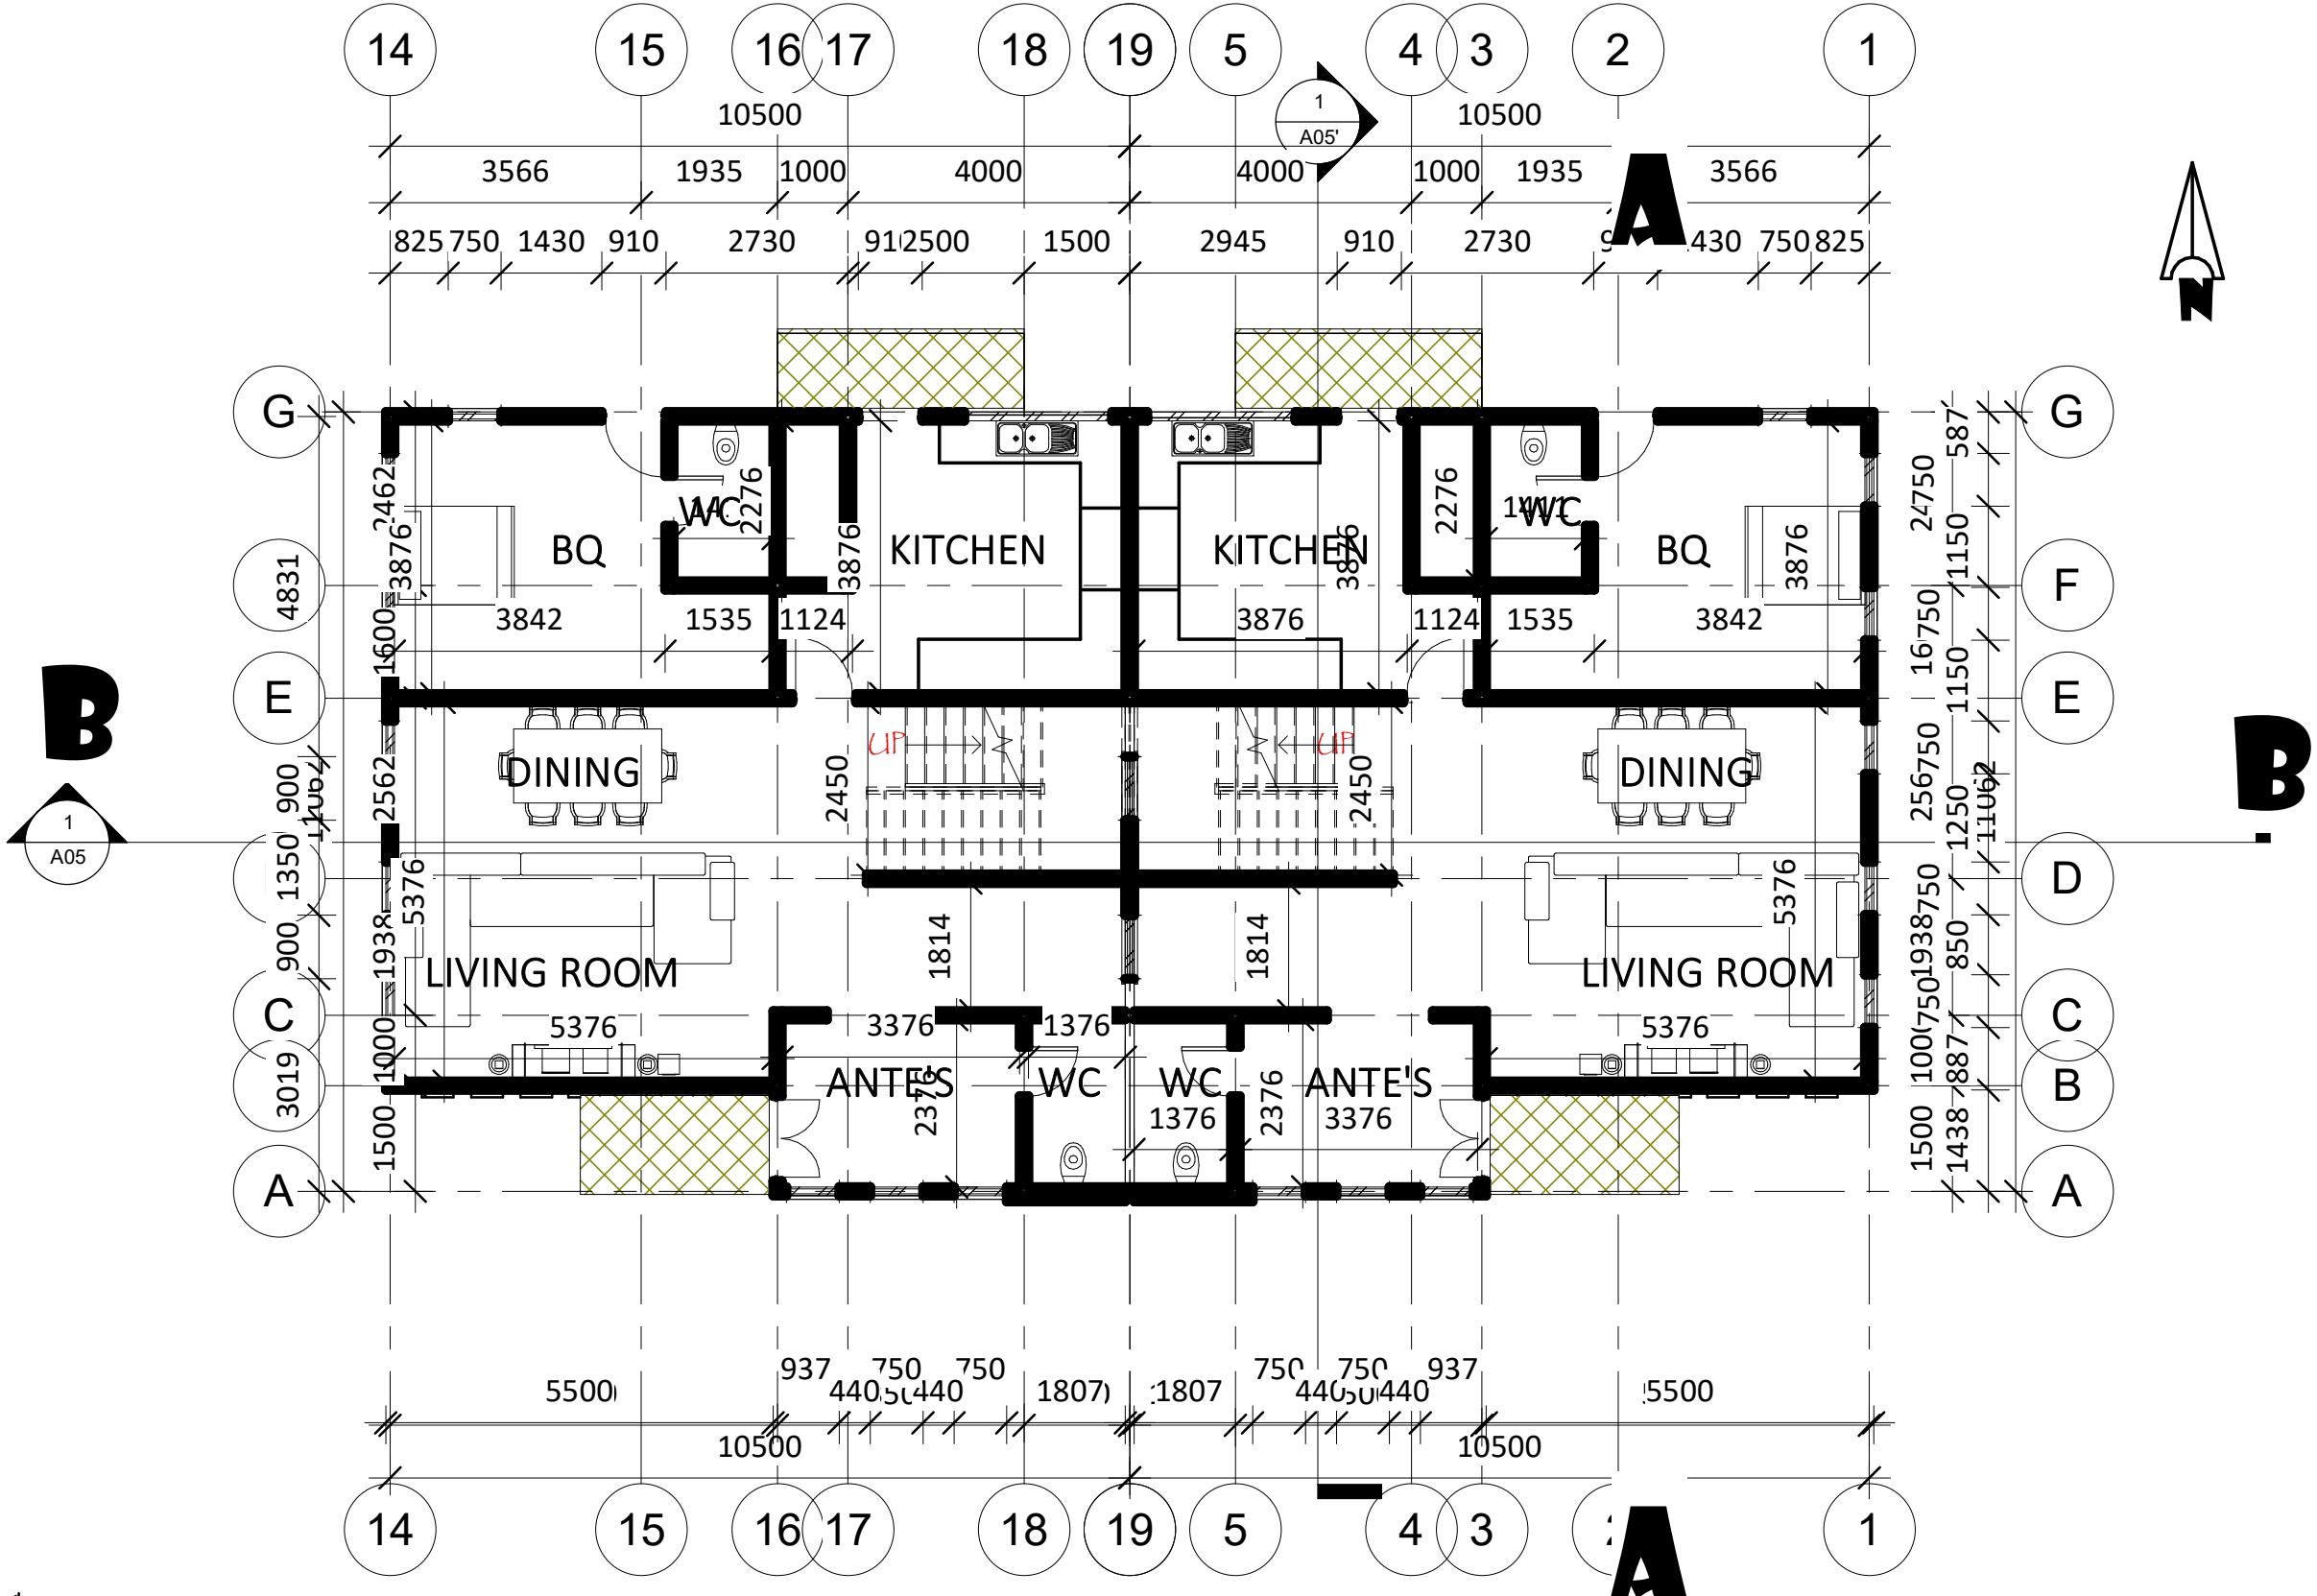 14 15 16 17 18 19 5 4 3 2 1
10500 10500
1
A05'
3566 1935 1000 4000 4000 1000 1935 3566
A
825 750 1430 910 2730 2500 1500 2945 910 2730 750 825
N
G G
587
2462 2276 2276 750
WC WC
1150
BQ KITCHEN KITCHEN BQ
3876 3876 3876 3876
4831
F
3842 1535 1124 3876 1124 1535 3842
1600 750
1150
B E E
B
UP UP
DINING DINING
900 2562 2450 2450 750
1250 11062
1
A05
1350 5376 5376 750
D
900 1938 1814 1814 1938 850
LIVING ROOM LIVING ROOM
C 5376 3376 1376 5376 750 C
3019 1000 ANTE'S WC WC ANTE'S 887 B
2376 1376 2376 3376
1500 1500 1438
A A
937 750 750 750 937
5500 440 440 1807 1807 440 440 5500
10500 10500
14 15 16 17 18 19 5 4 3 1
A